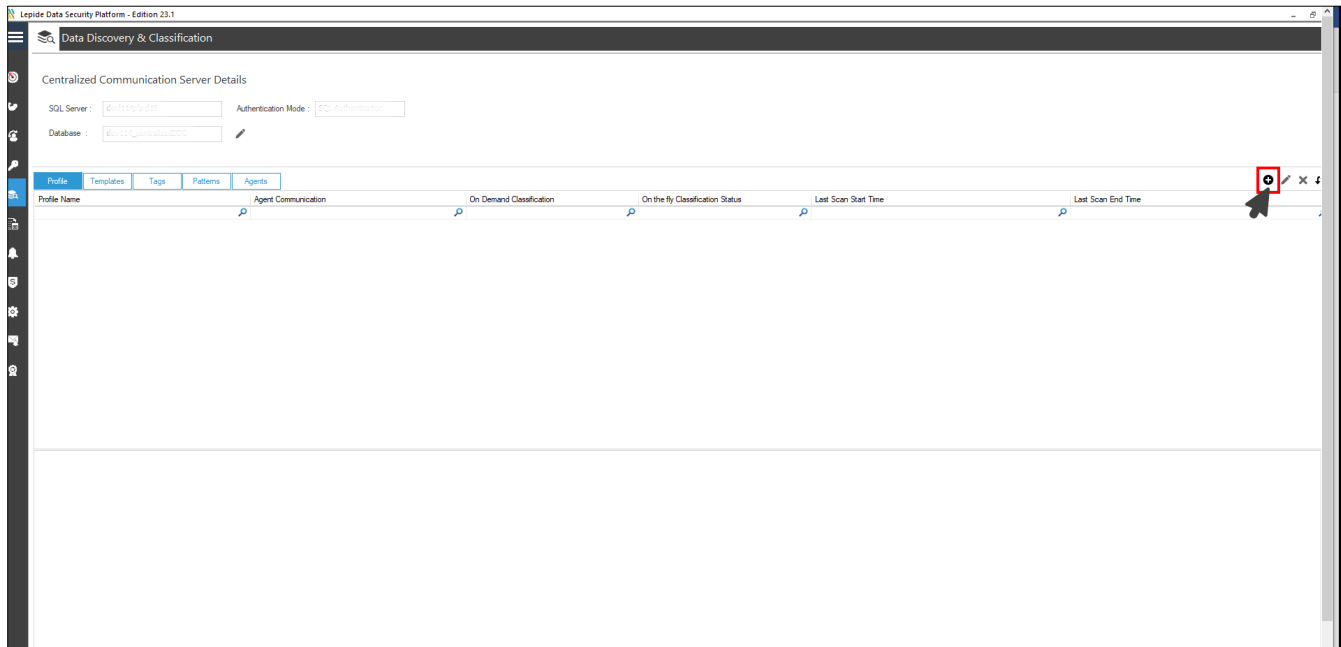 Lepide Data Security Platform - Edition 23.1
Data Discovery & Classification
Centralized Communication Server Details
SQL Server : Authentication Mode : SQL Authentication
Database :
Profile Templates Tags Patterns Agents
Profile Name Agent Communication On Demand Classification On the fly Classification Status Last Scan Start Time Last Scan End Time